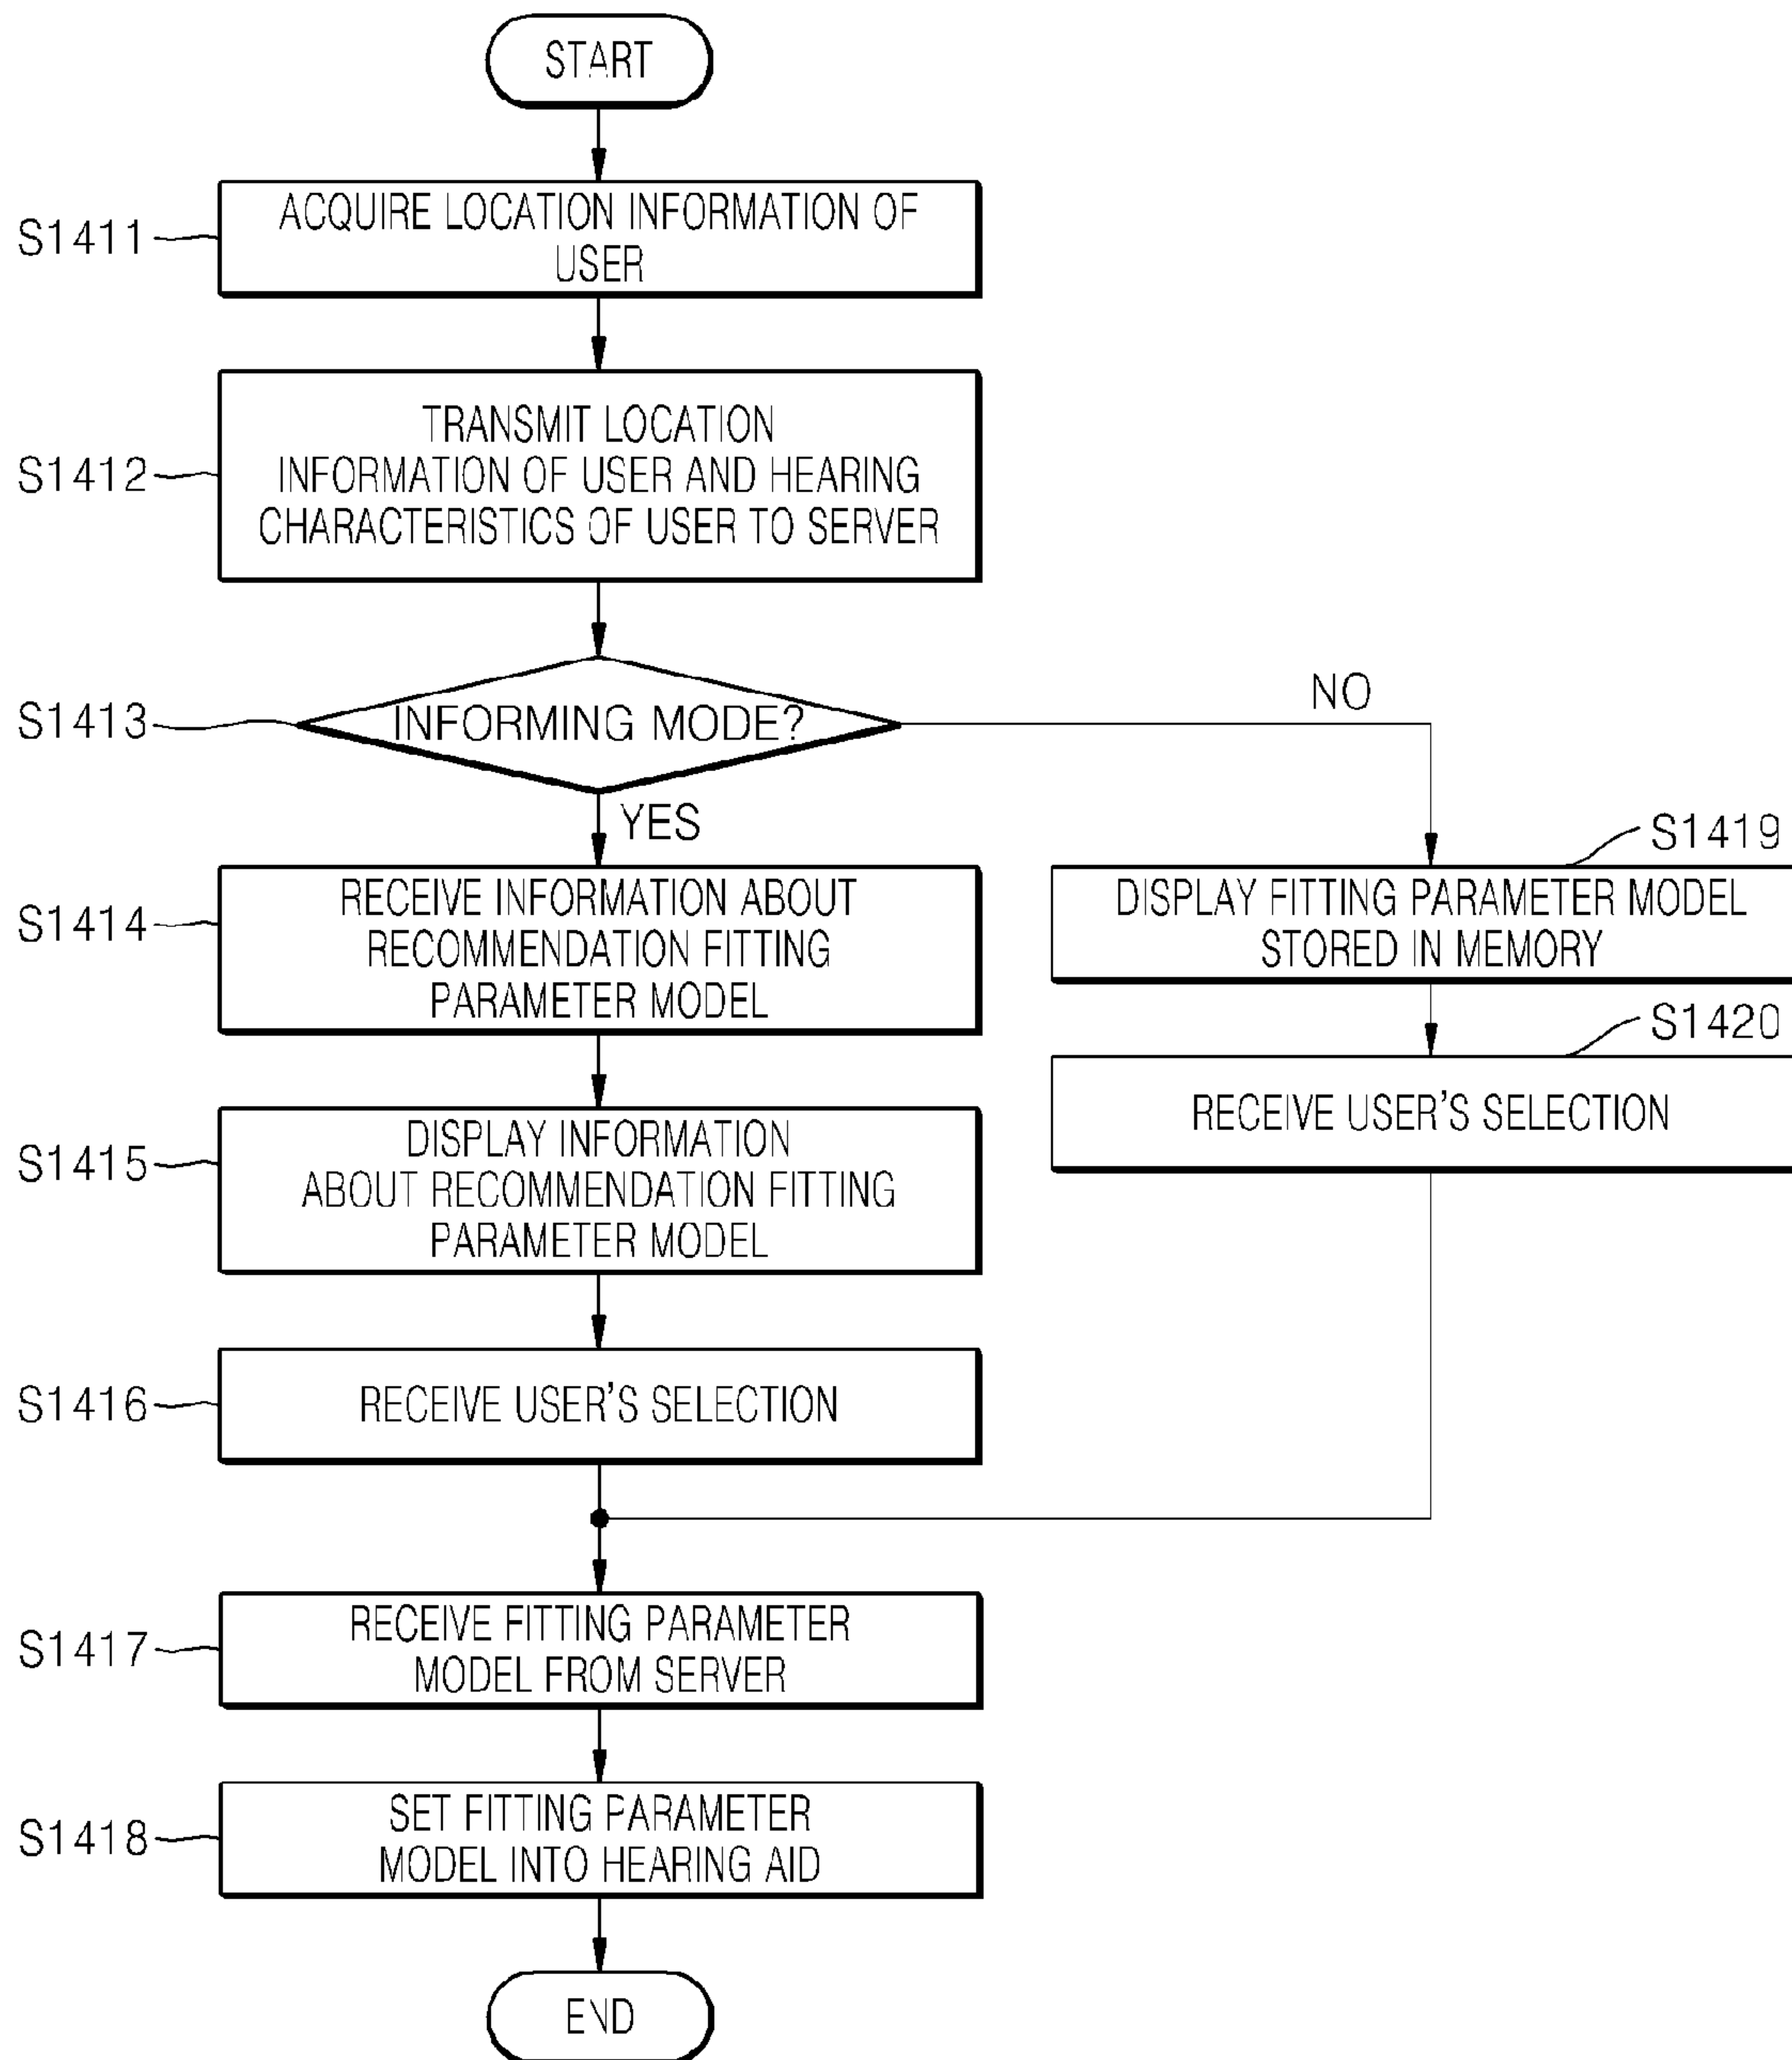 START
S1411
ACQUIRE LOCATION INFORMATION OF
USER
S1412
TRANSMIT LOCATION
INFORMATION OF USER AND HEARING
CHARACTERISTICS OF USER TO SERVER
S1413
INFORMING MODE?
NO
YES
S1414
RECEIVE INFORMATION ABOUT
RECOMMENDATION FITTING
PARAMETER MODEL
S1419
DISPLAY FITTING PARAMETER MODEL
STORED IN MEMORY
S1415
DISPLAY INFORMATION
ABOUT RECOMMENDATION FITTING
PARAMETER MODEL
S1420
RECEIVE USER'S SELECTION
S1416
RECEIVE USER'S SELECTION
S1417
RECEIVE FITTING PARAMETER
MODEL FROM SERVER
S1418
SET FITTING PARAMETER
MODEL INTO HEARING AID
END